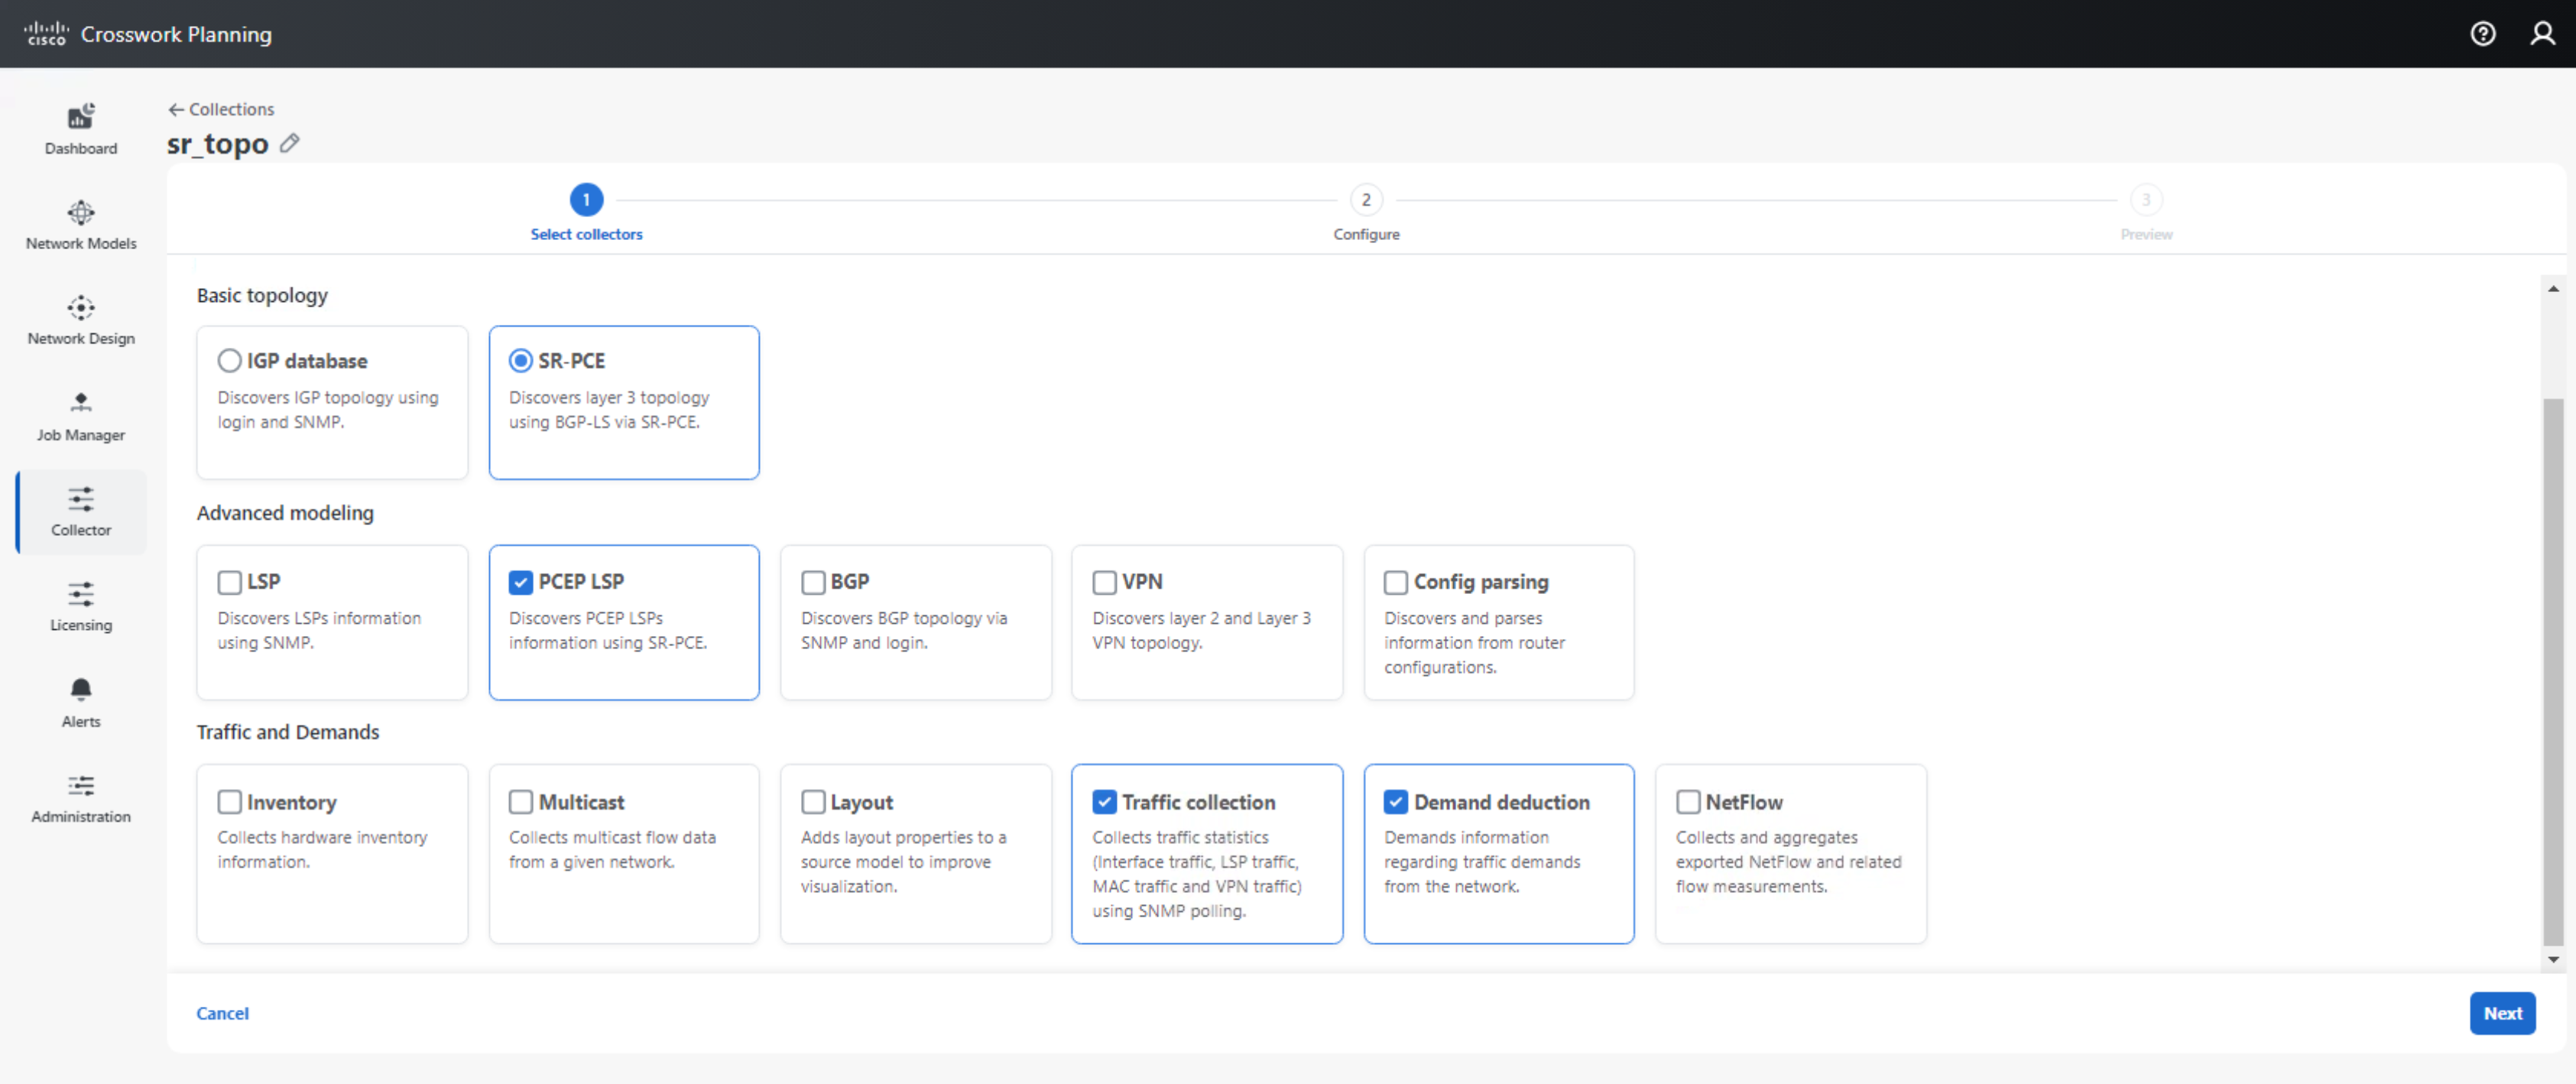 CISCO Crosswork Planning
Dashboard
Network Models
Network Design
Job Manager
Collector
Licensing
Alerts
Administration
← Collections
sr_topo
1
Select collectors
2
Configure
3
Preview
Basic topology
IGP database
Discovers IGP topology using
login and SNMP.
SR-PCE
Discovers layer 3 topology
using BGP-LS via SR-PCE.
Advanced modeling
LSP
Discovers LSPs information
using SNMP.
PCEP LSP
Discovers PCEP LSPs
information using SR-PCE.
BGP
Discovers BGP topology via
SNMP and login.
VPN
Discovers layer 2 and Layer 3
VPN topology.
Config parsing
Discovers and parses
information from router
configurations.
Traffic and Demands
Inventory
Collects hardware inventory
information.
Multicast
Collects multicast flow data
from a given network.
Layout
Adds layout properties to a
source model to improve
visualization.
Traffic collection
Collects traffic statistics
(Interface traffic, LSP traffic,
MAC traffic and VPN traffic)
using SNMP polling.
Demand deduction
Demands information
regarding traffic demands
from the network.
NetFlow
Collects and aggregates
exported NetFlow and related
flow measurements.
Cancel
Next